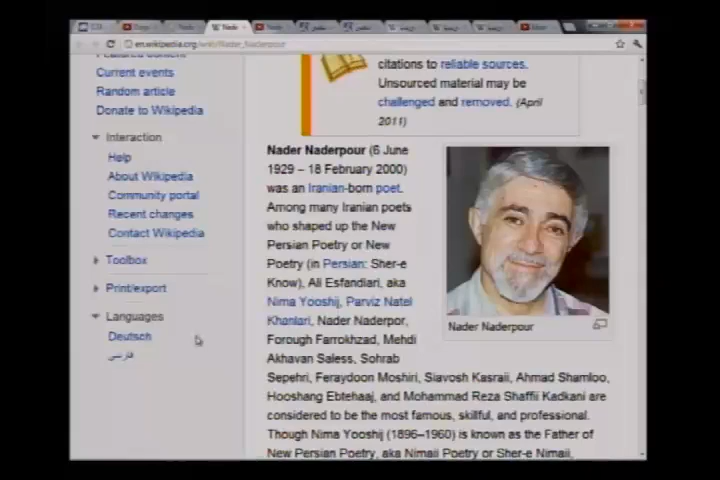 en.wikipedia.org/wiki/Nader_Naderpour
Current events
Random article
Donate to Wikipedia
Interaction
Help
About Wikipedia
Community portal
Recent changes
Contact Wikipedia
Toolbox
Print/export
Languages
Deutsch
فارسی
citations to reliable sources.
Unsourced material may be
challenged and removed. (April
2011)
Nader Naderpour (6 June
1929 – 18 February 2000)
was an Iranian-born poet.
Among many Iranian poets
who shaped up the New
Persian Poetry or New
Poetry (in Persian: Sher-e
Know), Ali Esfandiari, aka
Nima Yooshij, Parviz Natel
Khanlari, Nader Naderpor,
Forough Farrokhzad, Mehdi
Akhavan Saless, Sohrab
Sepehri, Feraydoon Moshiri, Siavosh Kasraii, Ahmad Shamloo,
Hooshang Ebtehaaj, and Mohammad Reza Shaffii Kadkani are
considered to be the most famous, skilful, and professional.
Though Nima Yooshij (1896–1960) is known as the Father of
New Persian Poetry, aka Nimaii Poetry or Sher-e Nimaii,
Nader Naderpour